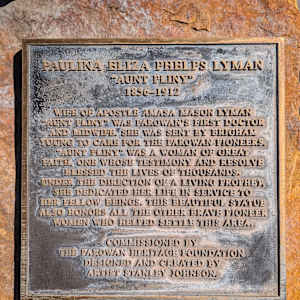 PAULINA ELIZA PHELPS LYMAN
"AUNT PLINY"
1836-1912
WIFE OF APOSTLE AMASA MASON LYMAN
"AUNT PLINY" WAS PAROWAN'S FIRST DOCTOR
AND MIDWIFE. SHE WAS SENT BY BRIGHAM
YOUNG TO CARE FOR THE PAROWAN PIONEERS.
"AUNT PLINY" WAS A WOMAN OF GREAT
FAITH, ONE WHOSE TESTIMONY AND RESOLVE
BLESSED THE LIVES OF THOUSANDS.
UNDER THE DIRECTION OF A LIVING PROPHET,
SHE DEDICATED HER LIFE IN SERVICE TO
HER FELLOW BEINGS. THIS BEAUTIFUL STATUE
ALSO HONORS ALL THE OTHER BRAVE PIONEER
WOMEN WHO HELPED SETTLE THIS AREA.
COMMISSIONED BY
THE PAROWAN HERITAGE FOUNDATION
DESIGNED AND CREATED BY
ARTIST STANLEY JOHNSON.